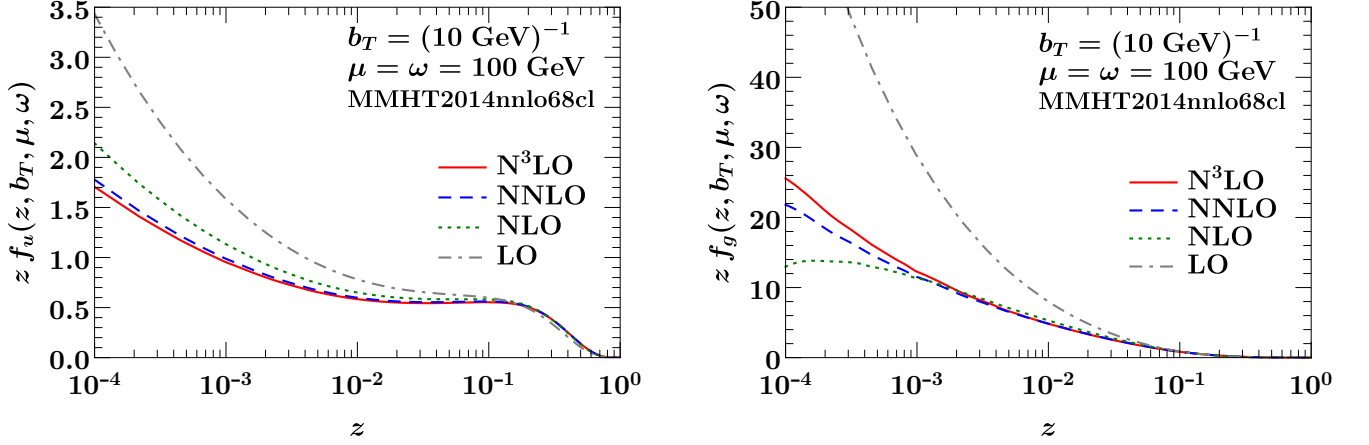 z f_u(z, b_T, μ, ω)
3.5
3.0
2.5
2.0
1.5
1.0
0.5
0.0
b_T = (10 GeV)^−1
μ = ω = 100 GeV
MMHT2014nnlo68cl
N^3LO
NNLO
NLO
LO
10^−4 10^−3 10^−2 10^−1 10^0
z
z f_g(z, b_T, μ, ω)
50
40
30
20
10
0
b_T = (10 GeV)^−1
μ = ω = 100 GeV
MMHT2014nnlo68cl
N^3LO
NNLO
NLO
LO
10^−4 10^−3 10^−2 10^−1 10^0
z